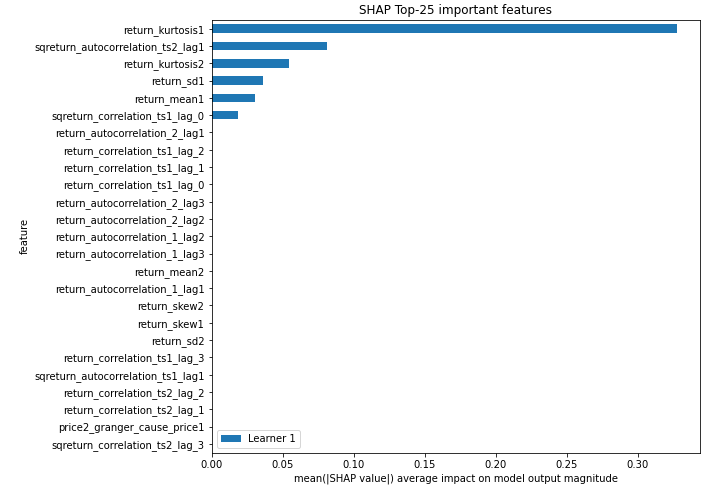 SHAP Top-25 important features
return_kurtosis1
sqreturn_autocorrelation_ts2_lag1
return_kurtosis2
return_sd1
return_mean1
sqreturn_correlation_ts1_lag_0
return_autocorrelation_2_lag1
return_correlation_ts1_lag_2
return_correlation_ts1_lag_1
return_correlation_ts1_lag_0
return_autocorrelation_2_lag3
return_autocorrelation_2_lag2
return_autocorrelation_1_lag2
return_autocorrelation_1_lag3
return_mean2
return_autocorrelation_1_lag1
return_skew2
return_skew1
return_sd2
return_correlation_ts1_lag_3
sqreturn_autocorrelation_ts1_lag1
return_correlation_ts2_lag_2
return_correlation_ts2_lag_1
price2_granger_cause_price1
sqreturn_correlation_ts2_lag_3
feature
Learner 1
0.00 0.05 0.10 0.15 0.20 0.25 0.30
mean(|SHAP value|) average impact on model output magnitude